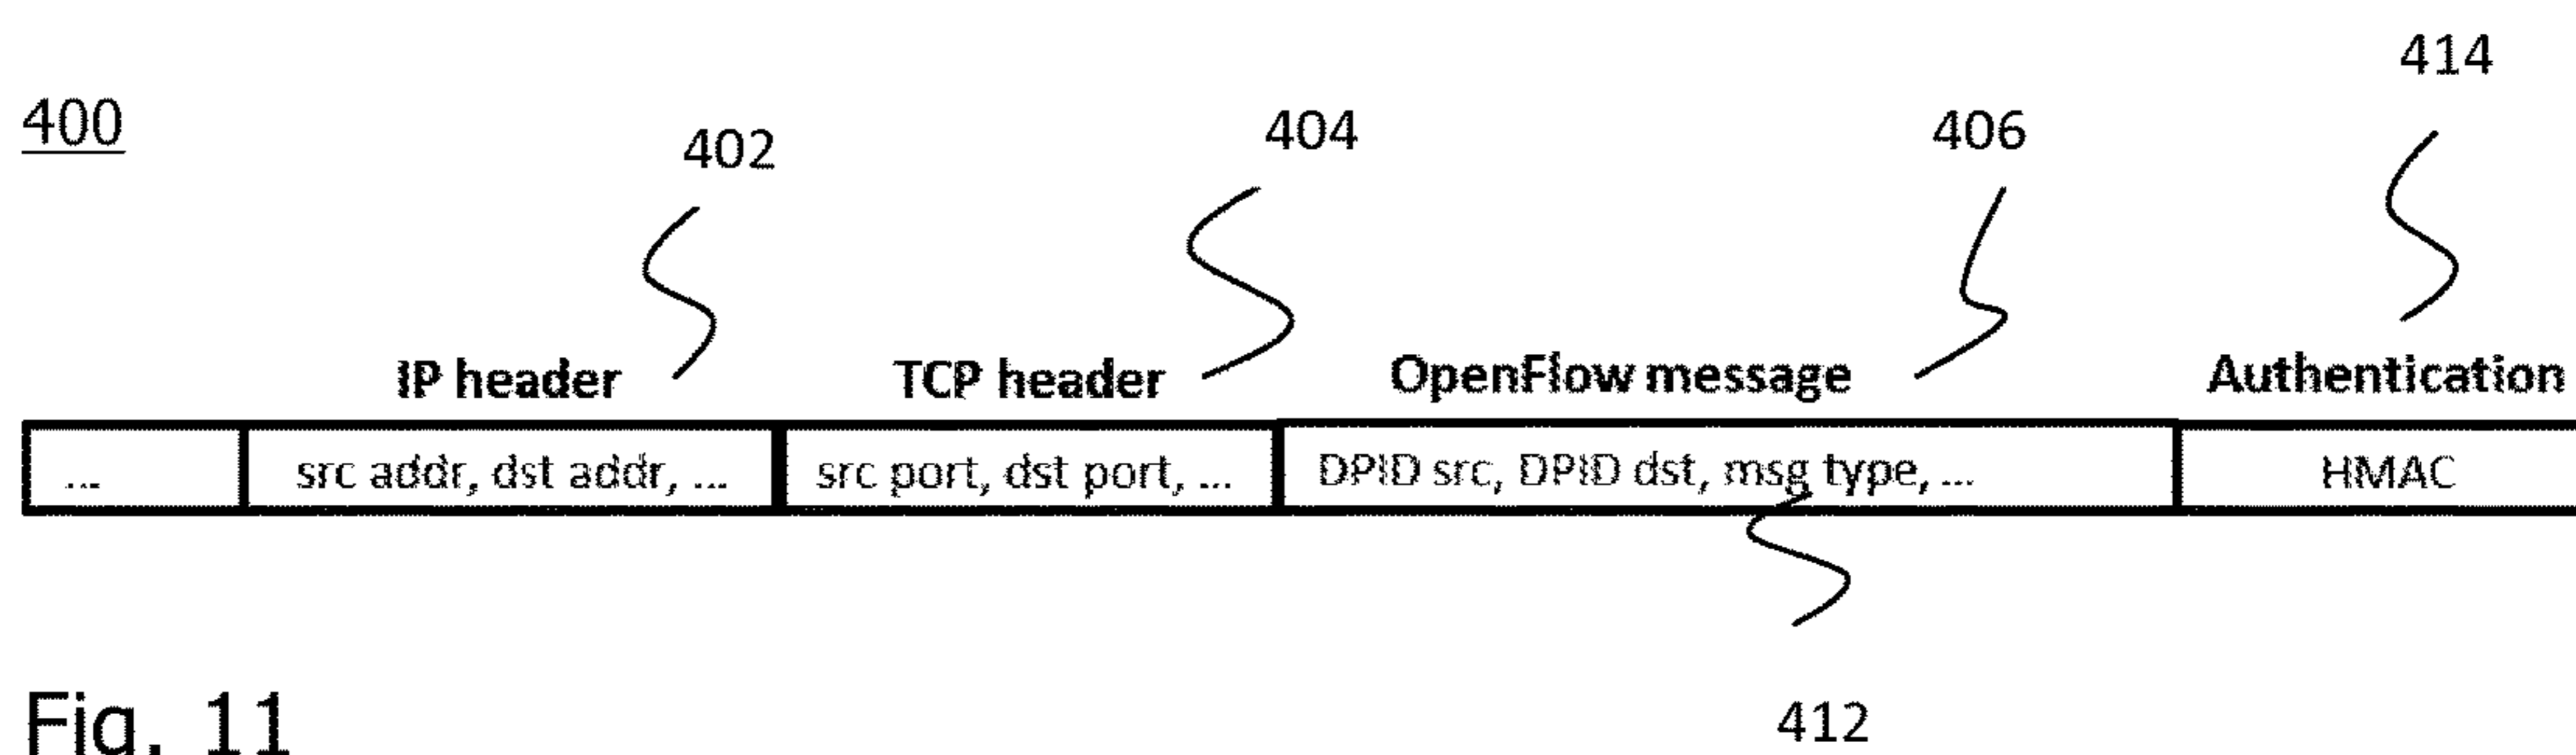 414
400
402
404
406
IP header TCP header OpenFlow message Authentication
... src addr, dst addr, ... src port, dst port, ... DPID src, DPID dst, msg type, ... HMAC
412
Fig. 11